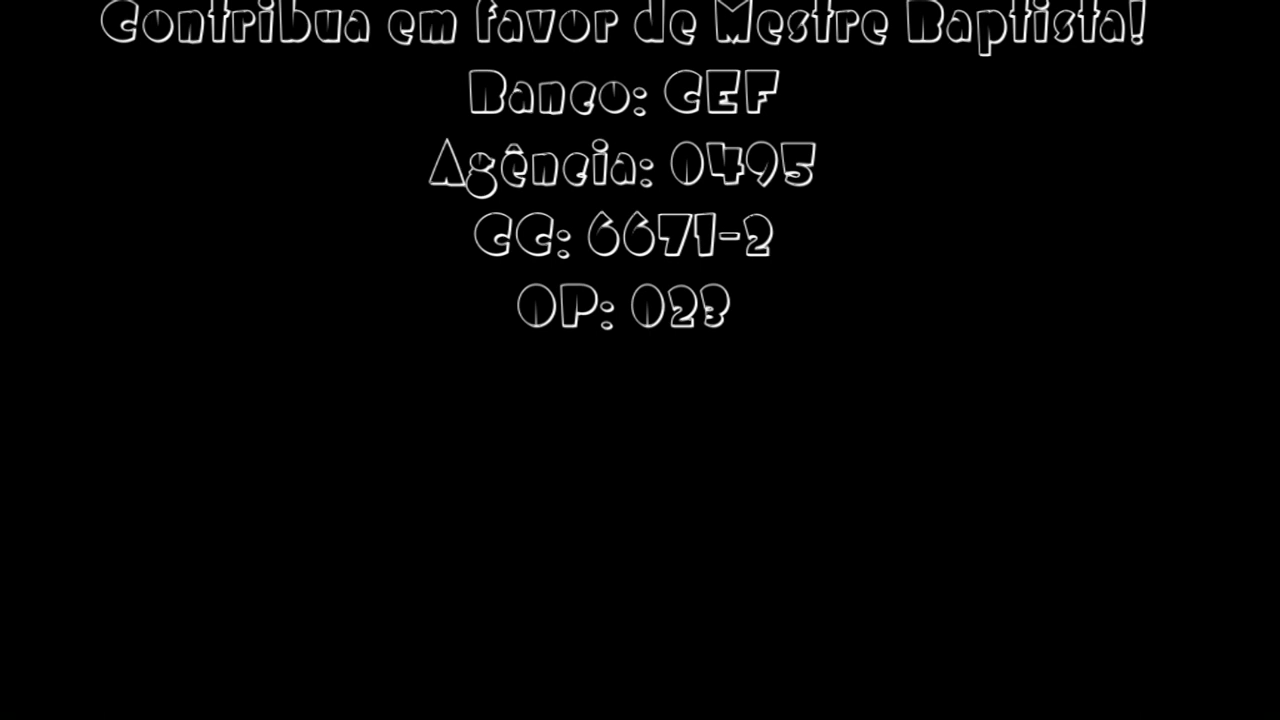 Contribua em favor de Mestre Baptista!
Banco: CEF
Agência: 0495
CC: 6671-2
OP: 023